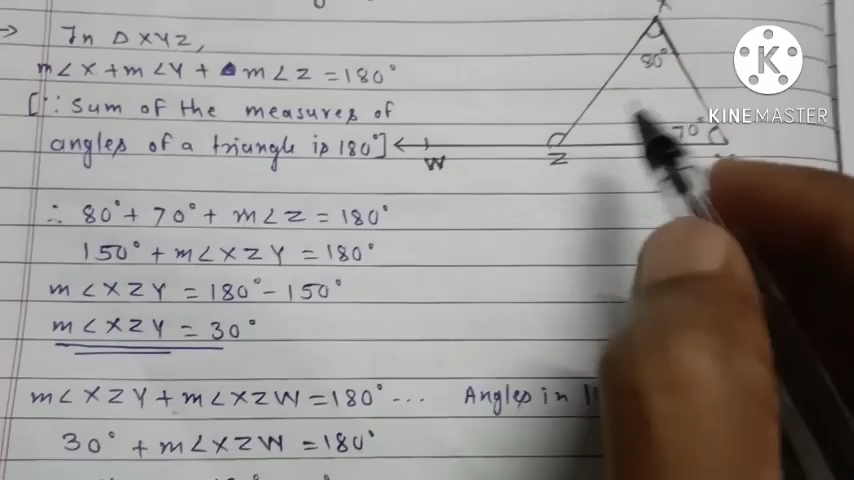 In Δ XYZ,
m∠X + m∠Y + m∠Z = 180°
[∵ Sum of the measures of
angles of a triangle is 180°]
∴ 80° + 70° + m∠Z = 180°
150° + m∠XZY = 180°
m∠XZY = 180° - 150°
m∠XZY = 30°
m∠XZY + m∠XZW = 180° ... Angles in
30° + m∠XZW = 180°
80°
70°
W
Z
K
KINEMASTER